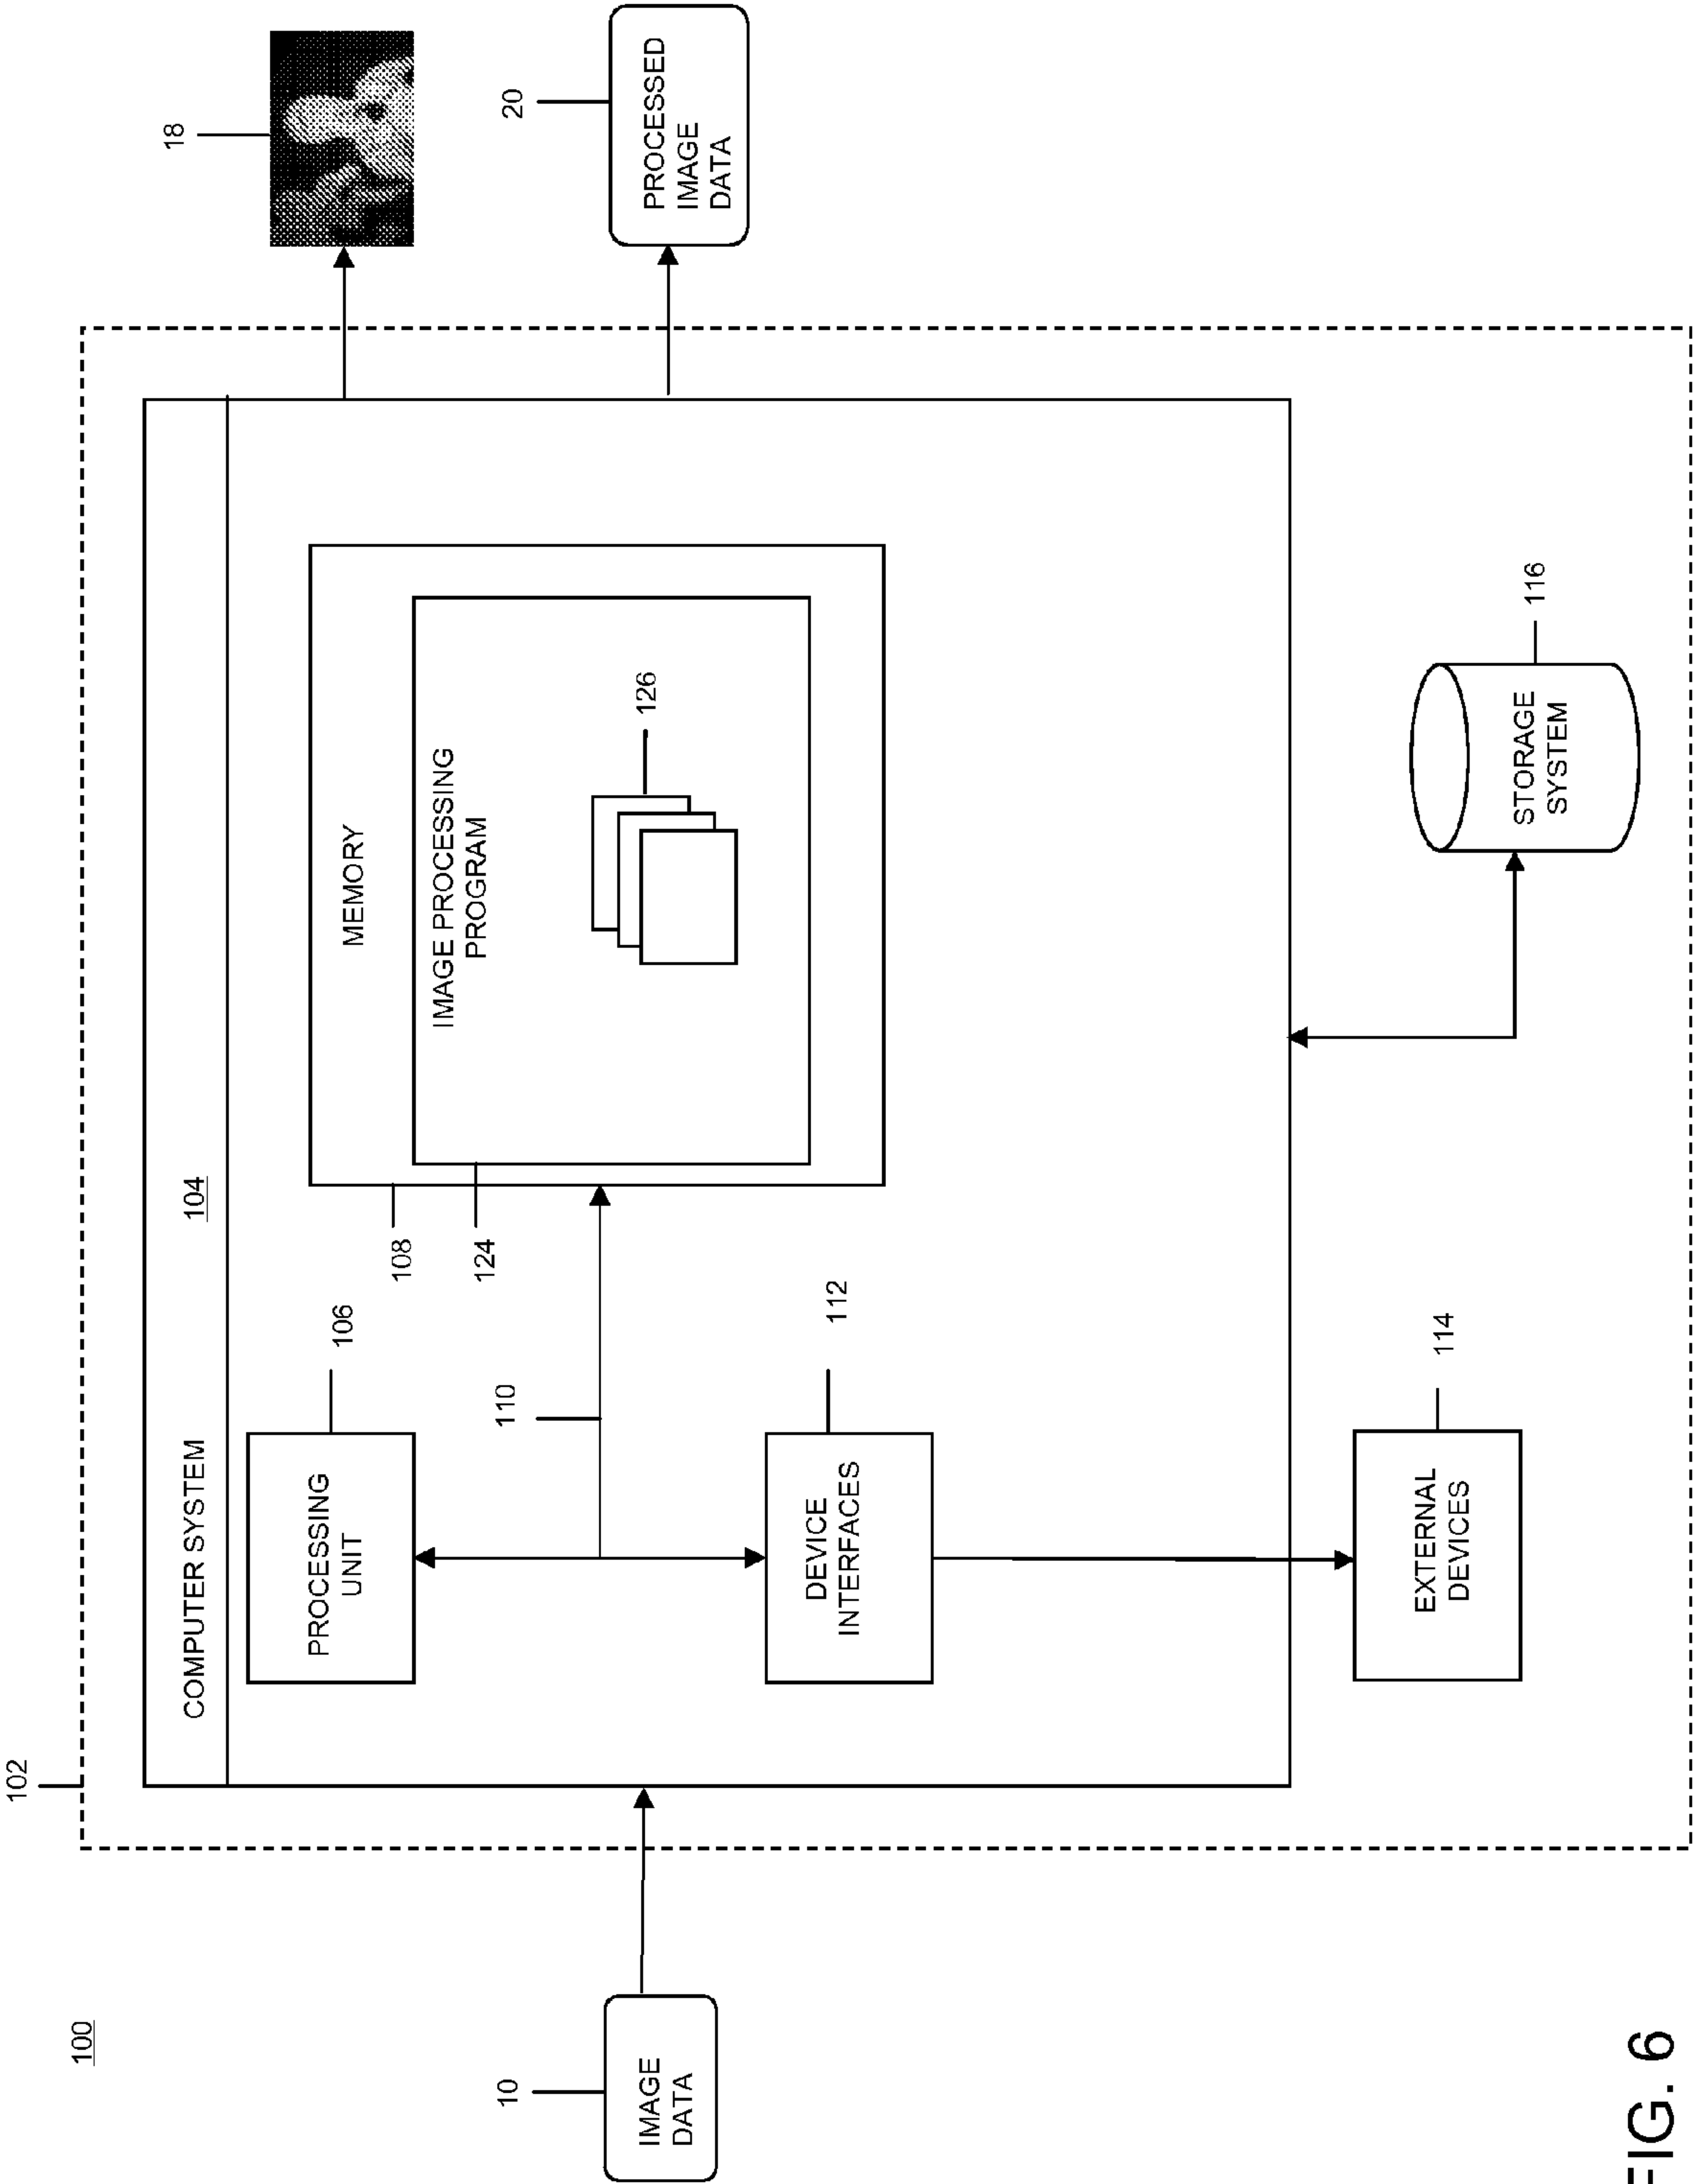 100
102
COMPUTER SYSTEM
104
18
PROCESSING
UNIT
106
108
MEMORY
124
IMAGE PROCESSING
PROGRAM
126
20
PROCESSED
IMAGE
DATA
10
IMAGE
DATA
110
DEVICE
INTERFACES
112
EXTERNAL
DEVICES
114
STORAGE
SYSTEM
116
FIG. 6